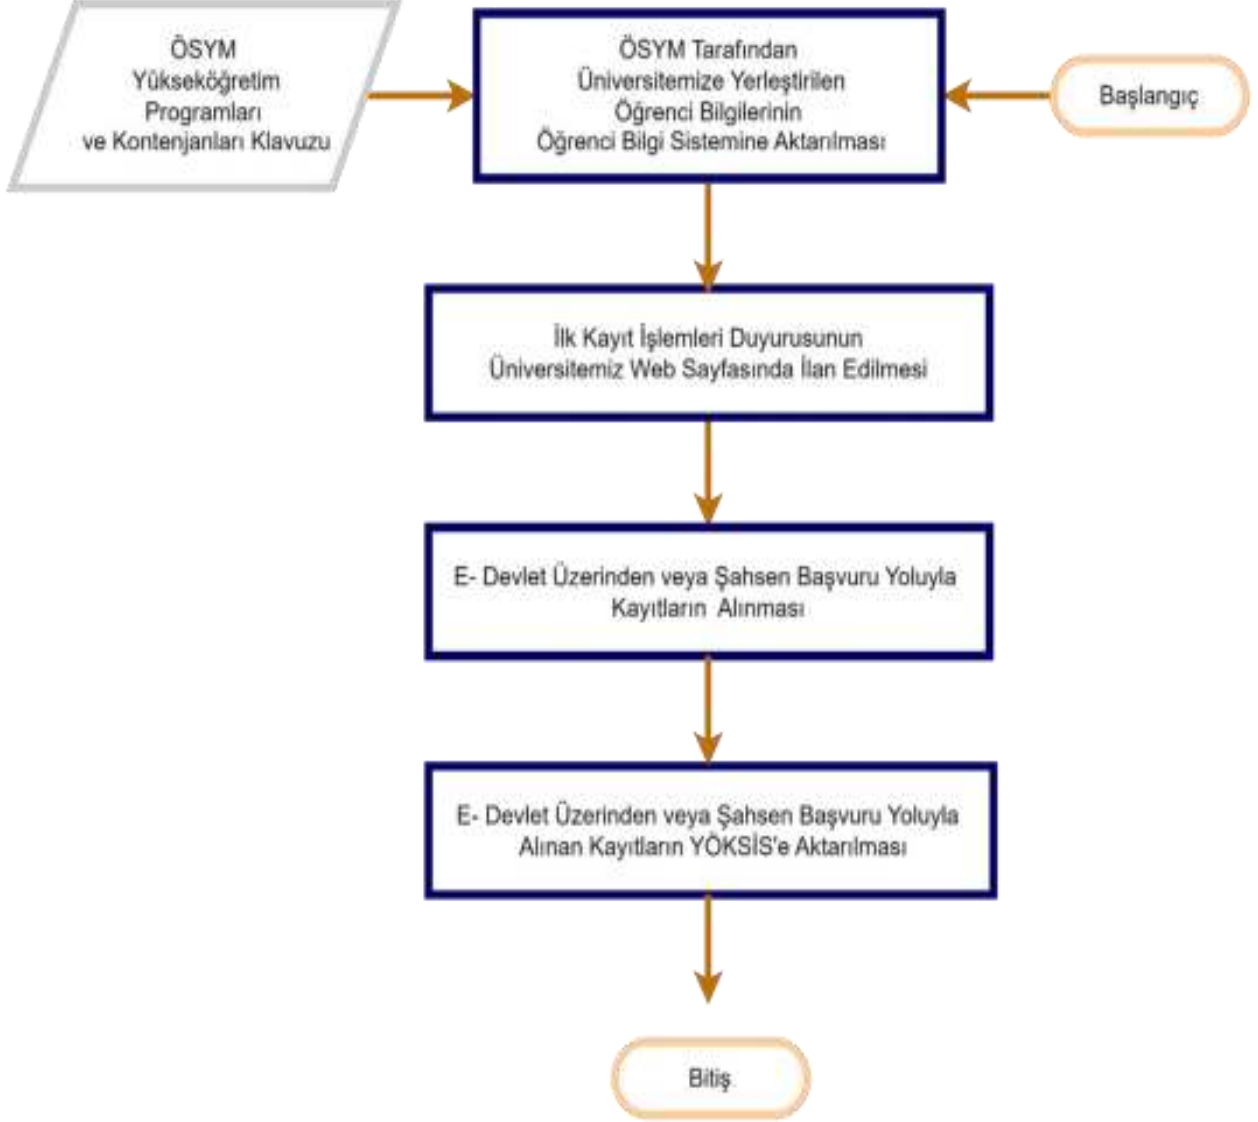 ÖSYM
Yükseköğretim
Programları
ve Kontenjanları Klavuzu
ÖSYM Tarafından
Üniversitemize Yerleştirilen
Öğrenci Bilgilerinin
Öğrenci Bilgi Sistemine Aktarılması
Başlangıç
İlk Kayıt İşlemleri Duyurusunun
Üniversitemiz Web Sayfasında İlan Edilmesi
E- Devlet Üzerinden veya Şahsen Başvuru Yoluyla
Kayıtların Alınması
E- Devlet Üzerinden veya Şahsen Başvuru Yoluyla
Alınan Kayıtların YÖKSİS'e Aktarılması
Bitiş